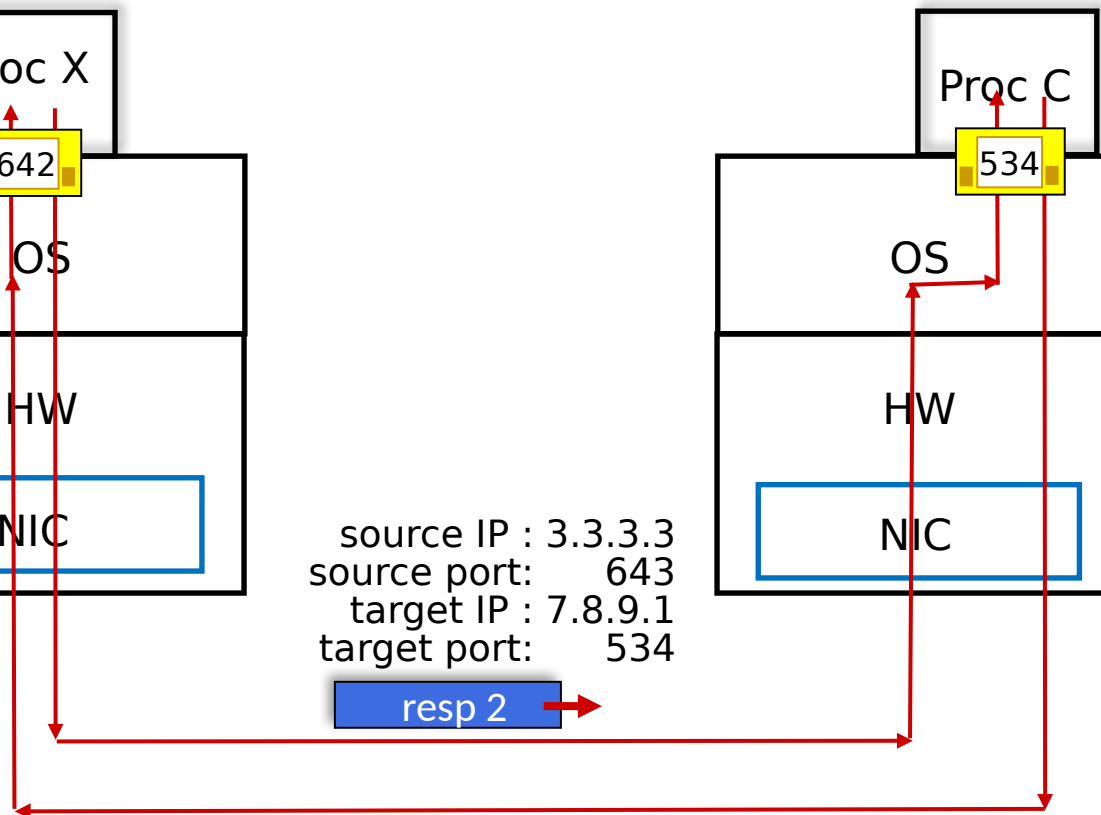 oc X
Proc C
642
534
OS
OS
HW
HW
NIC
NIC
source IP : 3.3.3.3
source port: 643
target IP : 7.8.9.1
target port: 534
resp 2